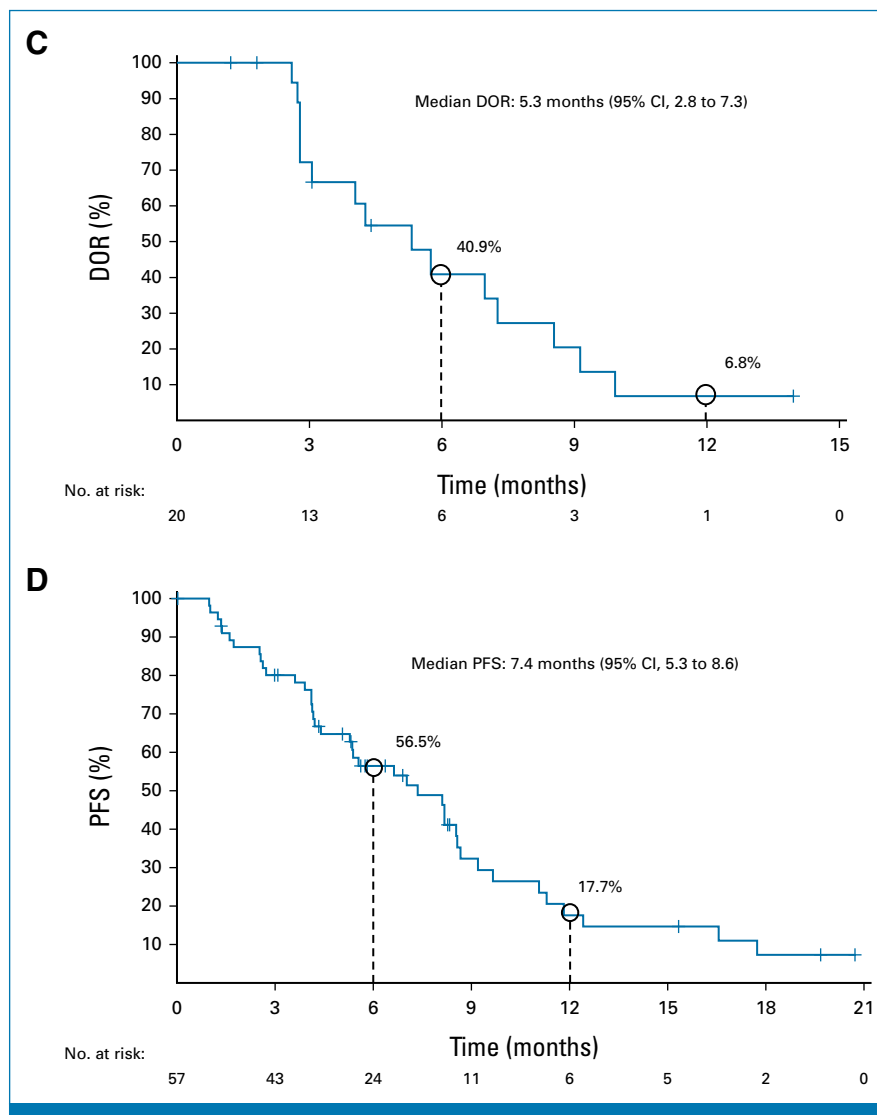 C
100
90
80
70
60
50
40
30
20
10
DOR (%)
Median DOR: 5.3 months (95% CI, 2.8 to 7.3)
40.9%
6.8%
0 3 6 9 12 15
Time (months)
No. at risk:
20 13 6 3 1 0
D
100
90
80
70
60
50
40
30
20
10
PFS (%)
Median PFS: 7.4 months (95% CI, 5.3 to 8.6)
56.5%
17.7%
0 3 6 9 12 15 18 21
Time (months)
No. at risk:
57 43 24 11 6 5 2 0